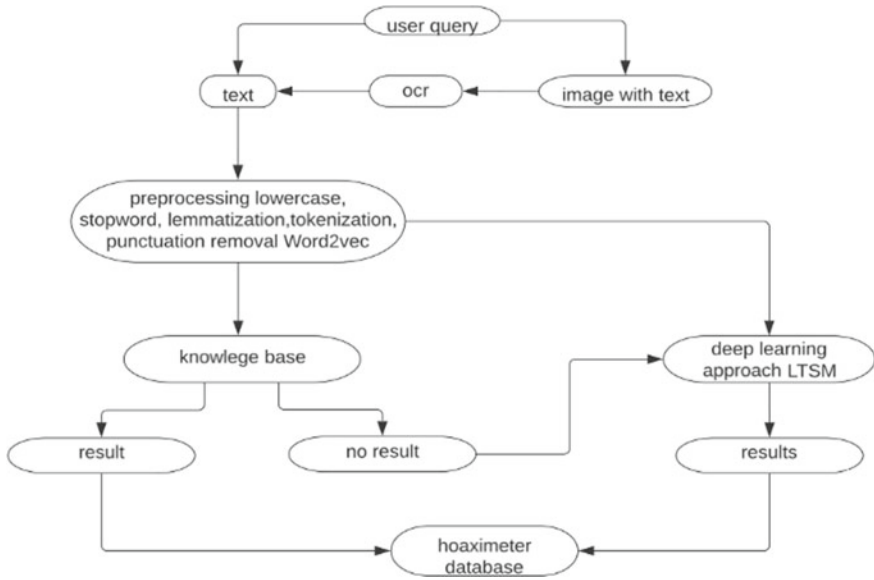 user query
text
ocr
image with text
preprocessing lowercase,
stopword, lemmatization,tokenization,
punctuation removal Word2vec
knowlege base
deep learning
approach LTSM
result
no result
results
hoaximeter
database